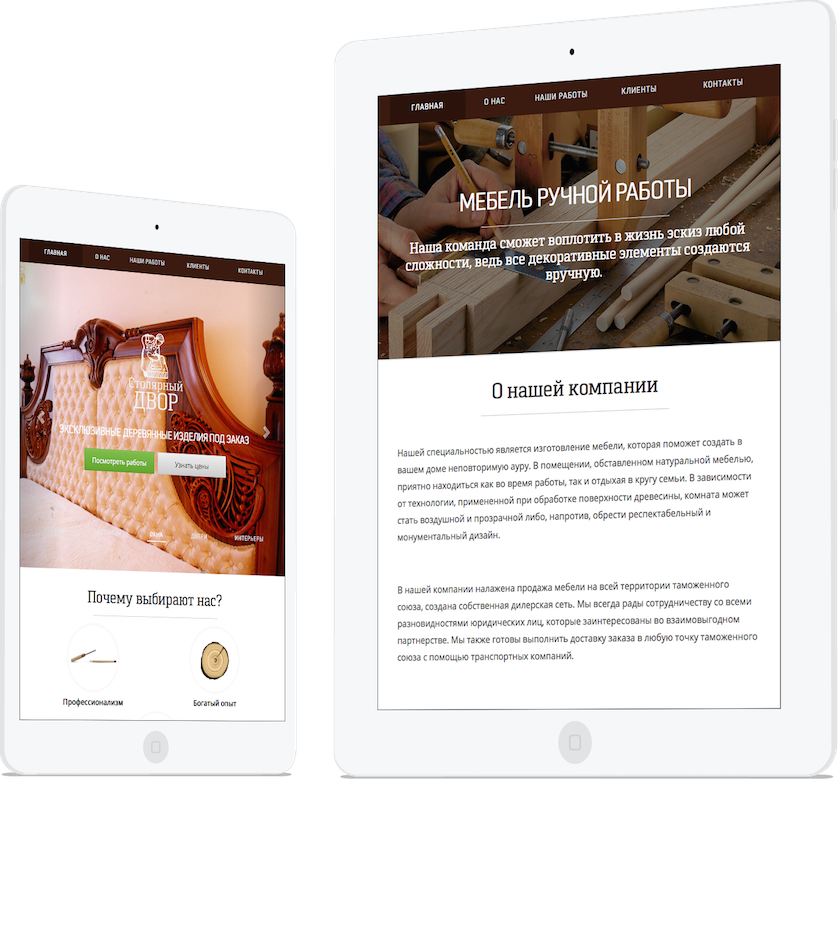 ГЛАВНАЯ
О НАС
НАШИ РАБОТЫ
КЛИЕНТЫ
КОНТАКТЫ
Столярный
ДВОР
ЭКСКЛЮЗИВНЫЕ ДЕРЕВЯННЫЕ ИЗДЕЛИЯ ПОД ЗАКАЗ
Посмотреть работы
Узнать цены
ОКНА
ДВЕРИ
ИНТЕРЬЕРЫ
Почему выбирают нас?
Профессионализм
Богатый опыт
ГЛАВНАЯ
О НАС
НАШИ РАБОТЫ
КЛИЕНТЫ
КОНТАКТЫ
МЕБЕЛЬ РУЧНОЙ РАБОТЫ
Наша команда сможет воплотить в жизнь эскиз любой
сложности, ведь все декоративные элементы создаются
вручную.
О нашей компании
Нашей специальностью является изготовление мебели, которая поможет создать в
вашем доме неповторимую ауру. В помещении, обставленном натуральной мебелью,
приятно находиться как во время работы, так и отдыхая в кругу семьи. В зависимости
от технологии, примененной при обработке поверхности древесины, комната может
стать воздушной и прозрачной либо, напротив, обрести респектабельный и
монументальный дизайн.
В нашей компании налажена продажа мебели на всей территории таможенного
союза, создана собственная дилерская сеть. Мы всегда рады сотрудничеству со всеми
разновидностями юридических лиц, которые заинтересованы во взаимовыгодном
партнерстве. Мы также готовы выполнить доставку заказа в любую точку таможенного
союза с помощью транспортных компаний.